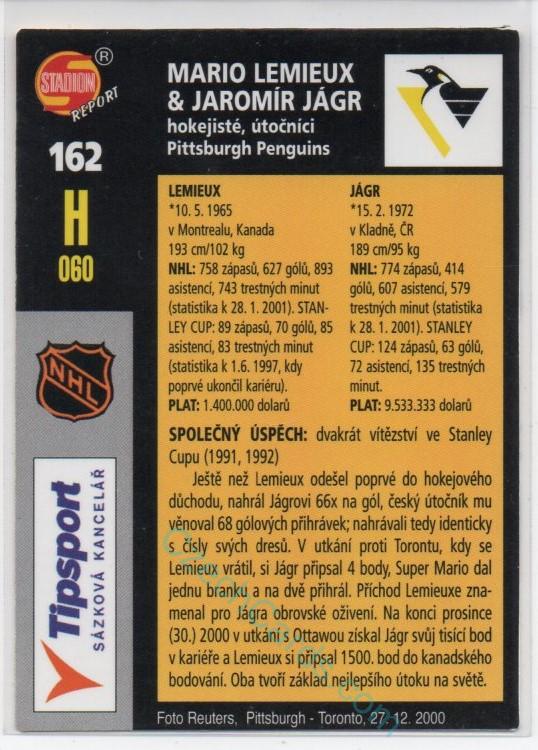 STADION
REPORT
®
162
H
060
MARIO LEMIEUX
& JAROMÍR JÁGR
hokejisté, útočníci
Pittsburgh Penguins
LEMIEUX
*10. 5. 1965
v Montrealu, Kanada
193 cm/102 kg
NHL: 758 zápasů, 627 gólů, 893
asistencí, 743 trestných minut
(statistika k 28. 1. 2001). STAN-
LEY CUP: 89 zápasů, 70 gólů, 85
asistencí, 83 trestných minut
(statistika k 1.6. 1997, kdy
poprvé ukončil kariéru).
PLAT: 1.400.000 dolarů
JÁGR
*15. 2. 1972
v Kladně, ČR
189 cm/95 kg
NHL: 774 zápasů, 414
gólů, 607 asistencí, 579
trestných minut (statistika
k 28. 1. 2001). STANLEY
CUP: 124 zápasů, 63 gólů,
72 asistencí, 135 trestných
minut.
PLAT: 9.533.333 dolarů
SPOLEČNÝ ÚSPĚCH: dvakrát vítězství ve Stanley
Cupu (1991, 1992)
Ještě než Lemieux odešel poprvé do hokejového
důchodu, nahrál Jágrovi 66x na gól, český útočník mu
věnoval 68 gólových přihrávek; nahrávali tedy identicky
s čísly svých dresů. V utkání proti Torontu, kdy se
Lemieux vrátil, si Jágr připsal 4 body, Super Mario dal
jednu branku a na dvě přihrál. Příchod Lemieuxe zna-
menal pro Jágra obrovské oživení. Na konci prosince
(30.) 2000 v utkání s Ottawou získal Jágr svůj tisící bod
v kariéře a Lemieux si připsal 1500. bod do kanadského
bodování. Oba tvoří základ nejlepšího útoku na světě.
NHL
Tipsport
SÁZKOVÁ KANCELÁŘ
Foto Reuters, Pittsburgh - Toronto, 27. 12. 2000
CzechCards.com